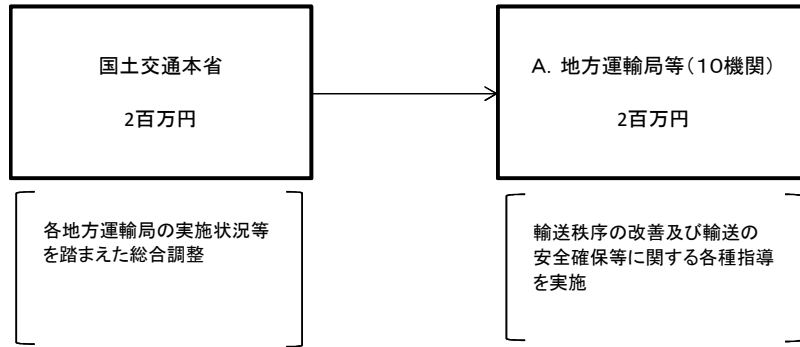 国土交通本省
2百万円
各地方運輸局の実施状況等
を踏まえた総合調整
A．地方運輸局等（10機関）
2百万円
輸送秩序の改善及び輸送の
安全確保等に関する各種指導
を実施